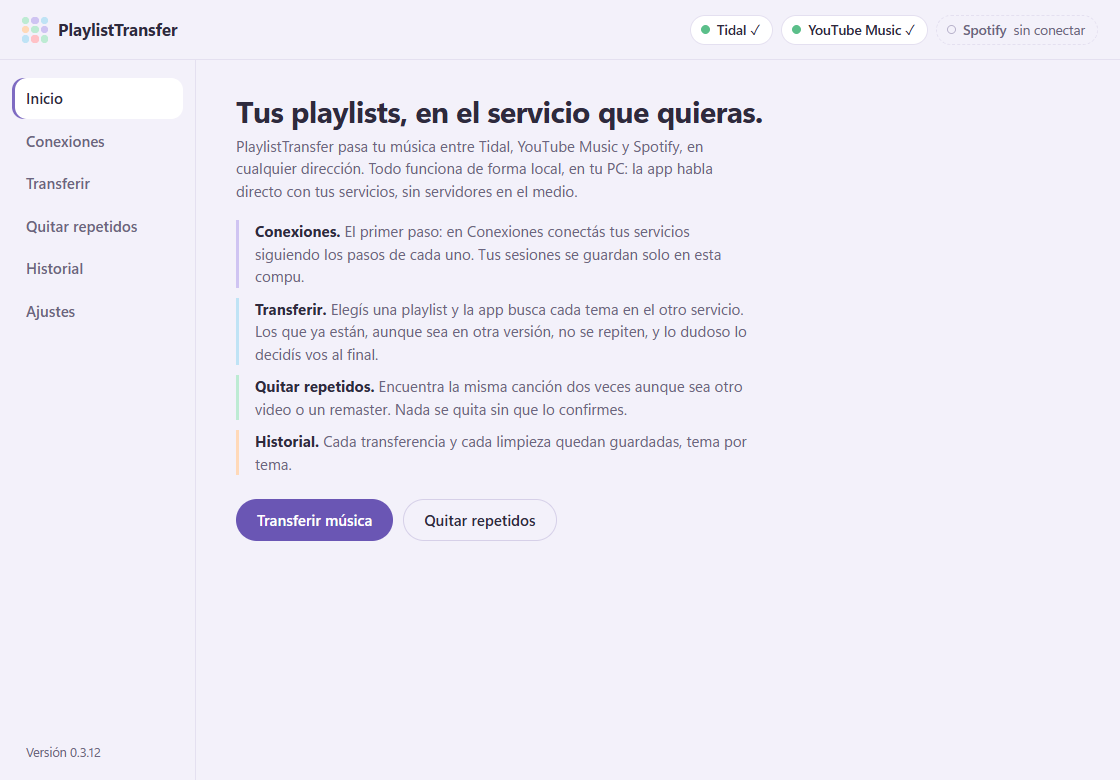 PlaylistTransfer
Tidal ✓
YouTube Music ✓
Spotify sin conectar
Inicio
Conexiones
Transferir
Quitar repetidos
Historial
Ajustes
Tus playlists, en el servicio que quieras.
PlaylistTransfer pasa tu música entre Tidal, YouTube Music y Spotify, en
cualquier dirección. Todo funciona de forma local, en tu PC: la app habla
directo con tus servicios, sin servidores en el medio.
Conexiones. El primer paso: en Conexiones conectás tus servicios
siguiendo los pasos de cada uno. Tus sesiones se guardan solo en esta
compu.
Transferir. Elegís una playlist y la app busca cada tema en el otro servicio.
Los que ya están, aunque sea en otra versión, no se repiten, y lo dudoso lo
decidís vos al final.
Quitar repetidos. Encuentra la misma canción dos veces aunque sea otro
video o un remaster. Nada se quita sin que lo confirmes.
Historial. Cada transferencia y cada limpieza quedan guardadas, tema por
tema.
Transferir música
Quitar repetidos
Versión 0.3.12